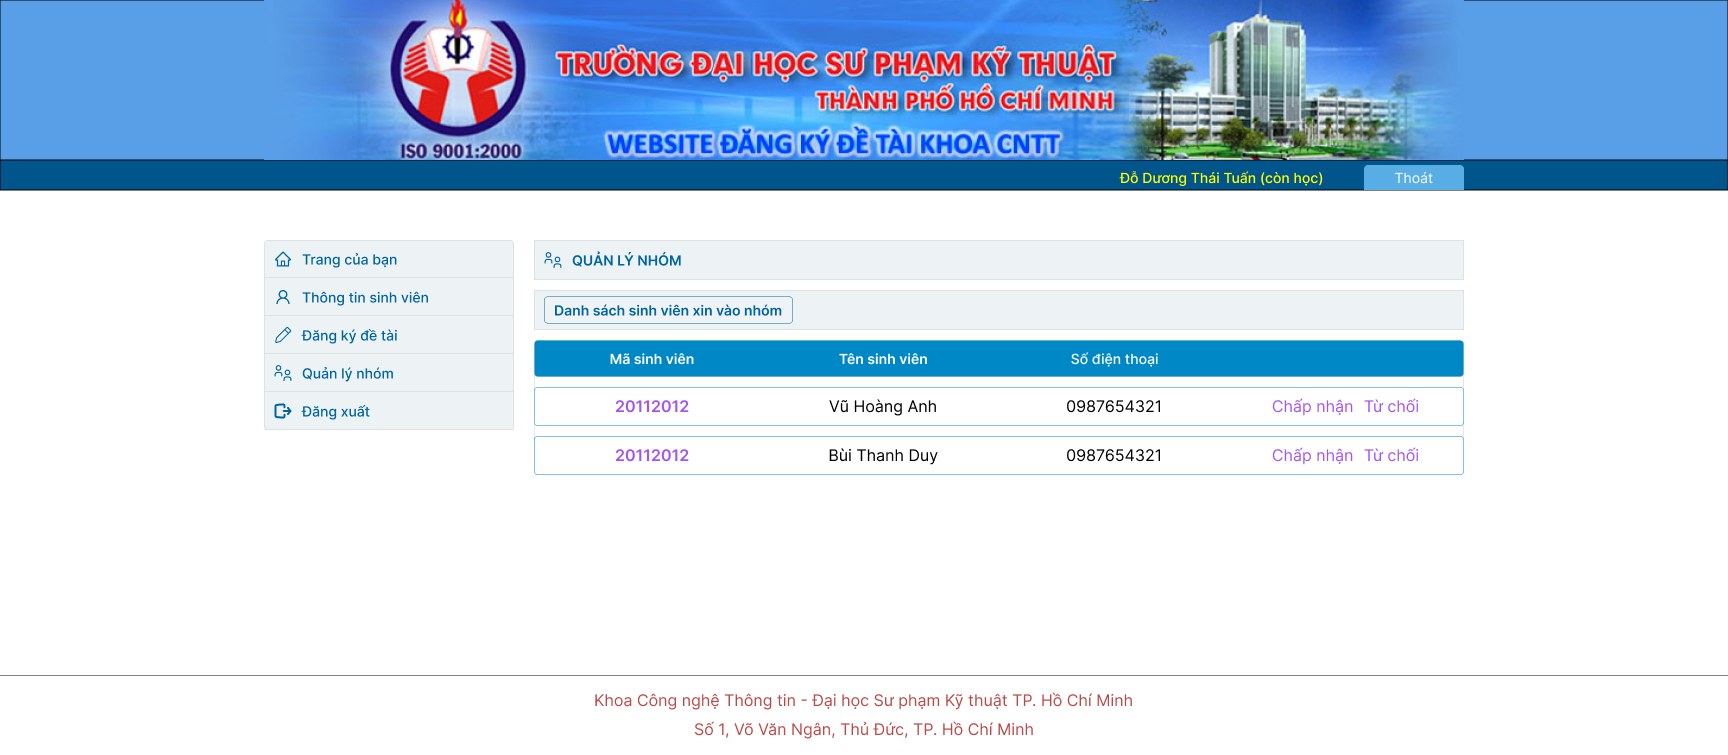 TRƯỜNG ĐẠI HỌC SƯ PHẠM KỸ THUẬT
THÀNH PHỐ HỒ CHÍ MINH
WEBSITE ĐĂNG KÝ ĐỀ TÀI KHOA CNTT
ISO 9001:2000
Đỗ Dương Thái Tuấn (còn học) Thoát
Trang của bạn
Thông tin sinh viên
Đăng ký đề tài
Quản lý nhóm
Đăng xuất
QUẢN LÝ NHÓM
Danh sách sinh viên xin vào nhóm
Mã sinh viên Tên sinh viên Số điện thoại
20112012 Vũ Hoàng Anh 0987654321 Chấp nhận Từ chối
20112012 Bùi Thanh Duy 0987654321 Chấp nhận Từ chối
Khoa Công nghệ Thông tin - Đại học Sư phạm Kỹ thuật TP. Hồ Chí Minh
Số 1, Võ Văn Ngân, Thủ Đức, TP. Hồ Chí Minh